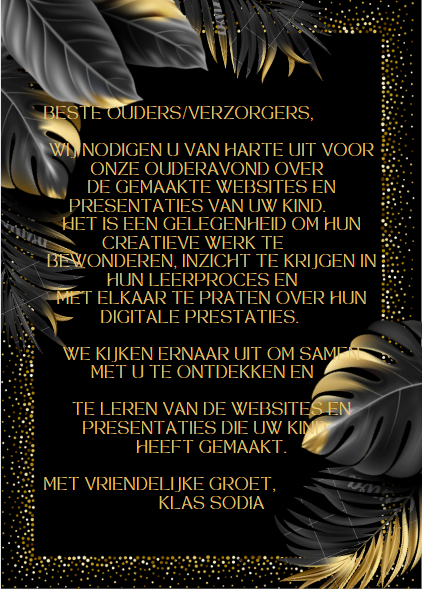 BESTE OUDERS/VERZORGERS,
WIJ NODIGEN U VAN HARTE UIT VOOR
ONZE OUDERAVOND OVER
DE GEMAAKTE WEBSITES EN
PRESENTATIES VAN UW KIND.
HET IS EEN GELEGENHEID OM HUN
CREATIEVE WERK TE
BEWONDEREN, INZICHT TE KRIJGEN IN
HUN LEERPROCES EN
MET ELKAAR TE PRATEN OVER HUN
DIGITALE PRESTATIES.
WE KIJKEN ERNAAR UIT OM SAMEN
MET U TE ONTDEKKEN EN
TE LEREN VAN DE WEBSITES EN
PRESENTATIES DIE UW KIND
HEEFT GEMAAKT.
MET VRIENDELIJKE GROET,
KLAS SODIA